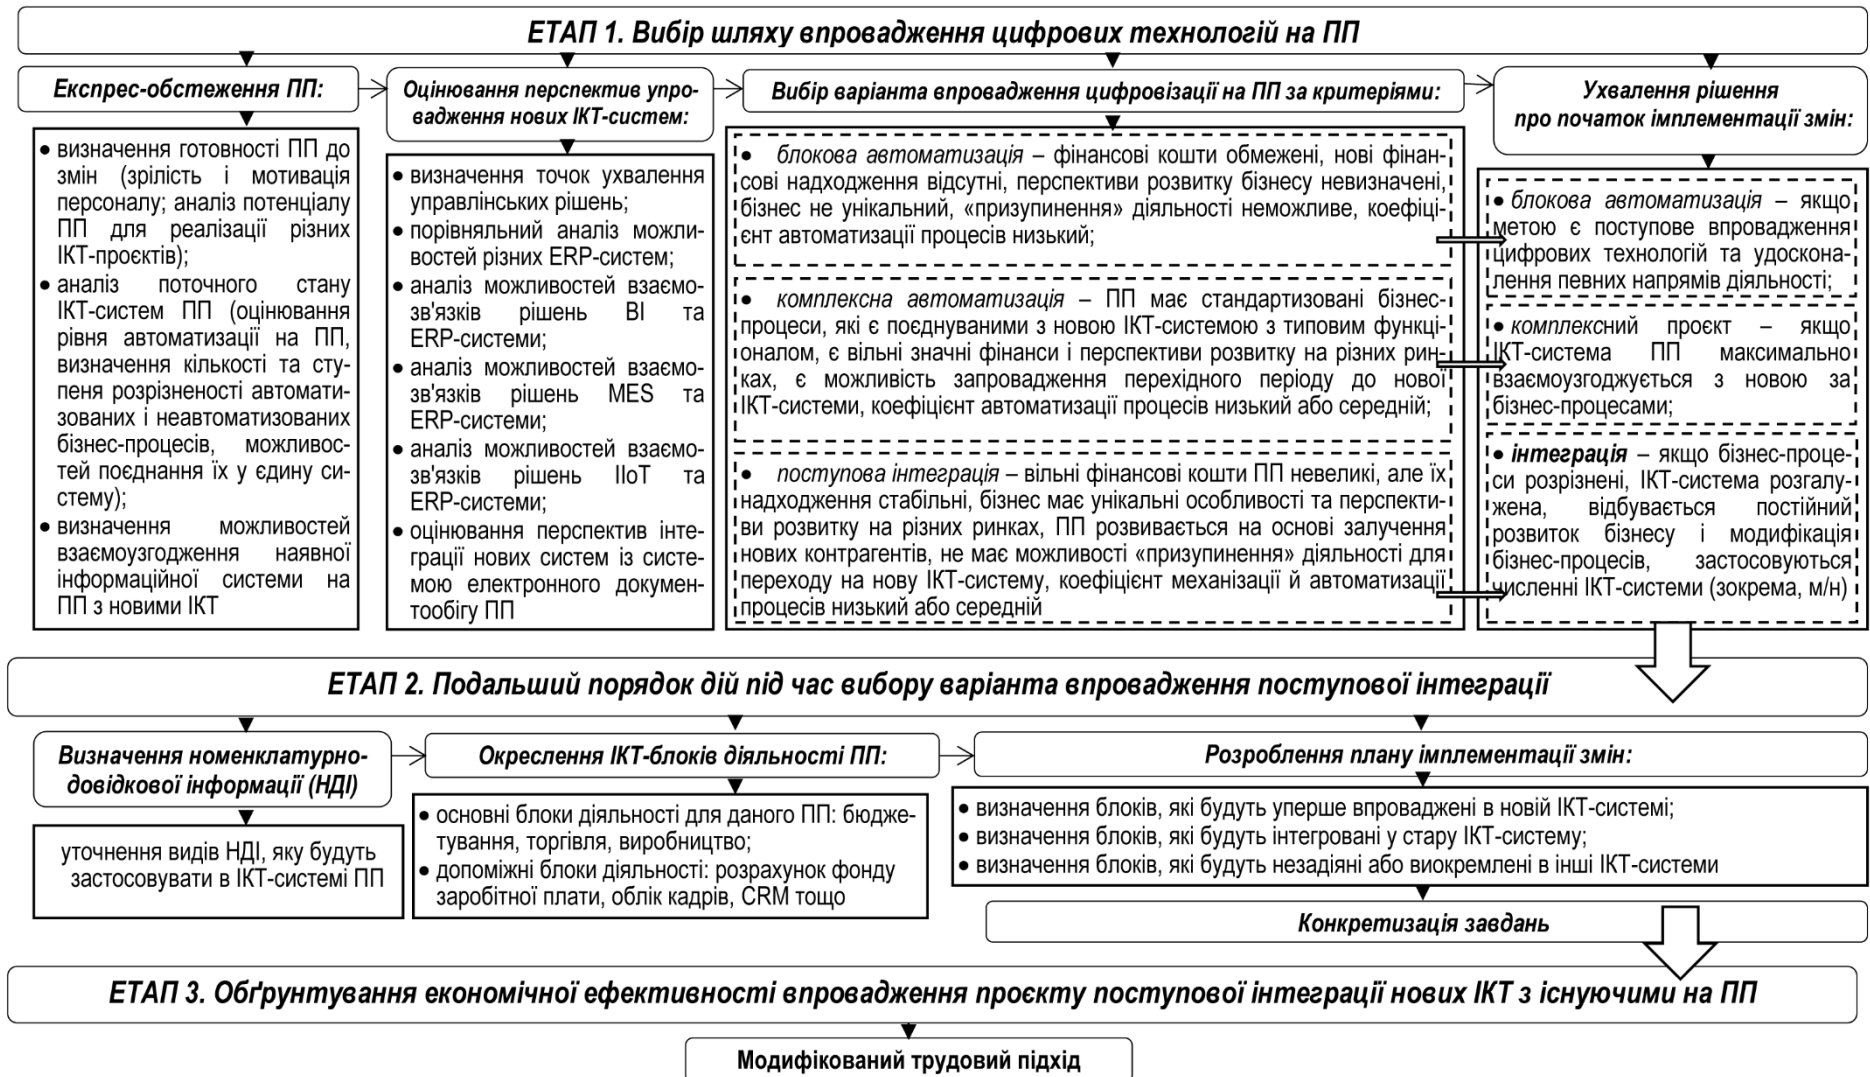 ЕТАП 1. Вибір шляху впровадження цифрових технологій на ПП
Експрес-обстеження ПП:
• визначення готовності ПП до
змін (зрілість і мотивація
персоналу; аналіз потенціалу
ПП для реалізації різних
ІКТ-проєктів);
• аналіз поточного стану
ІКТ-систем ПП (оцінювання
рівня автоматизації на ПП,
визначення кількості та сту-
пеня розрізненості автомати-
зованих і неавтоматизованих
бізнес-процесів, можливос-
тей поєднання їх у єдину си-
стему);
• визначення можливостей
взаємоузгодження наявної
інформаційної системи на
ПП з новими ІКТ
Оцінювання перспектив упро-
вадження нових ІКТ-систем:
• визначення точок ухвалення
управлінських рішень;
• порівняльний аналіз можли-
востей різних ERP-систем;
• аналіз можливостей взаємо-
зв'язків рішень BI та
ERP-системи;
• аналіз можливостей взаємо-
зв'язків рішень MES та
ERP-системи;
• аналіз можливостей взаємо-
зв'язків рішень IIoT та
ERP-системи;
• оцінювання перспектив інте-
грації нових систем із систе-
мою електронного докумен-
тообігу ПП
Вибір варіанта впровадження цифровізації на ПП за критеріями:
• блокова автоматизація – фінансові кошти обмежені, нові фінан-
сові надходження відсутні, перспективи розвитку бізнесу невизначені,
бізнес не унікальний, «призупинення» діяльності неможливе, коефіці-
єнт автоматизації процесів низький;
• комплексна автоматизація – ПП має стандартизовані бізнес-
процеси, які є поєднуваними з новою ІКТ-системою з типовим функці-
оналом, є вільні значні фінанси і перспективи розвитку на різних рин-
ках, є можливість запровадження перехідного періоду до нової
ІКТ-системи, коефіцієнт автоматизації процесів низький або середній;
• поступова інтеграція – вільні фінансові кошти ПП невеликі, але їх
надходження стабільні, бізнес має унікальні особливості та перспекти-
ви розвитку на різних ринках, ПП розвивається на основі залучення
нових контрагентів, не має можливості «призупинення» діяльності для
переходу на нову ІКТ-систему, коефіцієнт механізації й автоматизації
процесів низький або середній
Ухвалення рішення
про початок імплементації змін:
• блокова автоматизація – якщо
метою є поступове впровадження
цифрових технологій та удоскона-
лення певних напрямів діяльності;
• комплексний проєкт – якщо
ІКТ-система ПП максимально
взаємоузгоджується з новою за
бізнес-процесами;
• інтеграція – якщо бізнес-проце-
си розрізнені, ІКТ-система розгалу-
жена, відбувається постійний
розвиток бізнесу і модифікація
бізнес-процесів, застосовуються
численні ІКТ-системи (зокрема, м/н)
ЕТАП 2. Подальший порядок дій під час вибору варіанта впровадження поступової інтеграції
Визначення номенклатурно-
довідкової інформації (НДІ)
уточнення видів НДІ, яку будуть
застосовувати в ІКТ-системі ПП
Окреслення ІКТ-блоків діяльності ПП:
• основні блоки діяльності для даного ПП: бюдже-
тування, торгівля, виробництво;
• допоміжні блоки діяльності: розрахунок фонду
заробітної плати, облік кадрів, CRM тощо
Розроблення плану імплементації змін:
• визначення блоків, які будуть уперше впроваджені в новій ІКТ-системі;
• визначення блоків, які будуть інтегровані у стару ІКТ-систему;
• визначення блоків, які будуть незадіяні або виокремлені в інші ІКТ-системи
Конкретизація завдань
ЕТАП 3. Обґрунтування економічної ефективності впровадження проєкту поступової інтеграції нових ІКТ з існуючими на ПП
Модифікований трудовий підхід